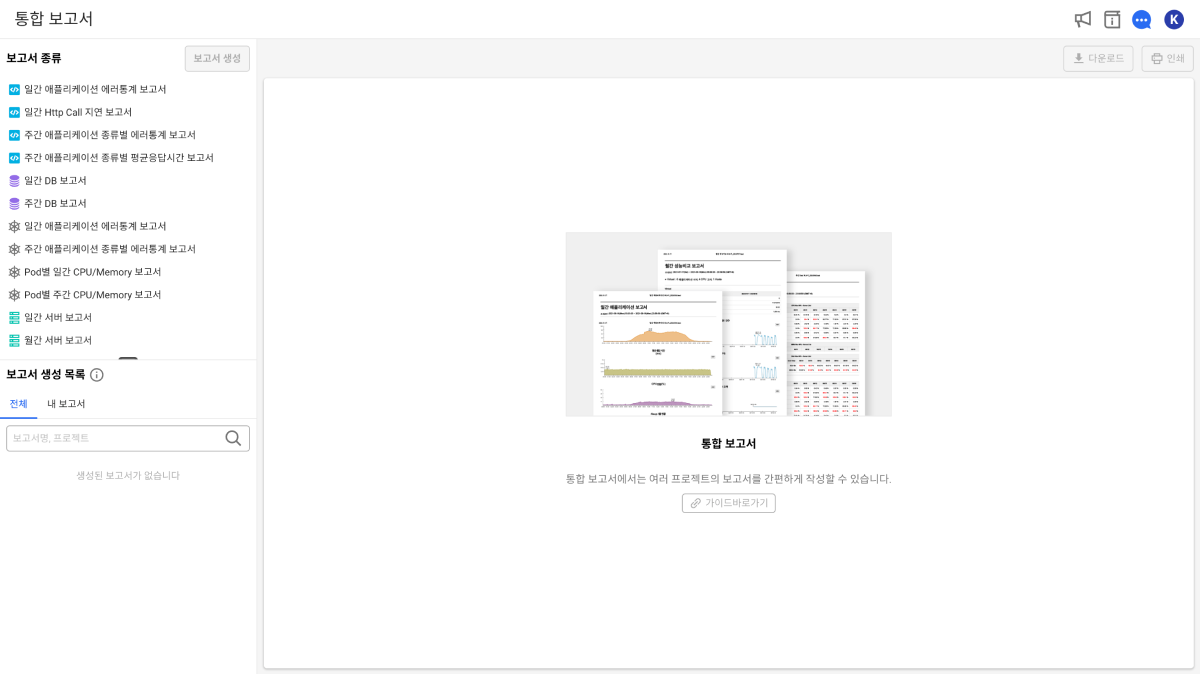 통합 보고서
K
보고서 종류
보고서 생성
다운로드
인쇄
일간 애플리케이션 에러통계 보고서
일간 Http Call 지연 보고서
주간 애플리케이션 종류별 에러통계 보고서
주간 애플리케이션 종류별 평균응답시간 보고서
일간 DB 보고서
주간 DB 보고서
일간 애플리케이션 에러통계 보고서
주간 애플리케이션 종류별 에러통계 보고서
Pod별 일간 CPU/Memory 보고서
Pod별 주간 CPU/Memory 보고서
일간 서버 보고서
월간 서버 보고서
보고서 생성 목록
전체
내 보고서
보고서명, 프로젝트
생성된 보고서가 없습니다
월간 성능비교 보고서
일간 애플리케이션 보고서
통합 보고서
통합 보고서에서는 여러 프로젝트의 보고서를 간편하게 작성할 수 있습니다.
가이드바로가기